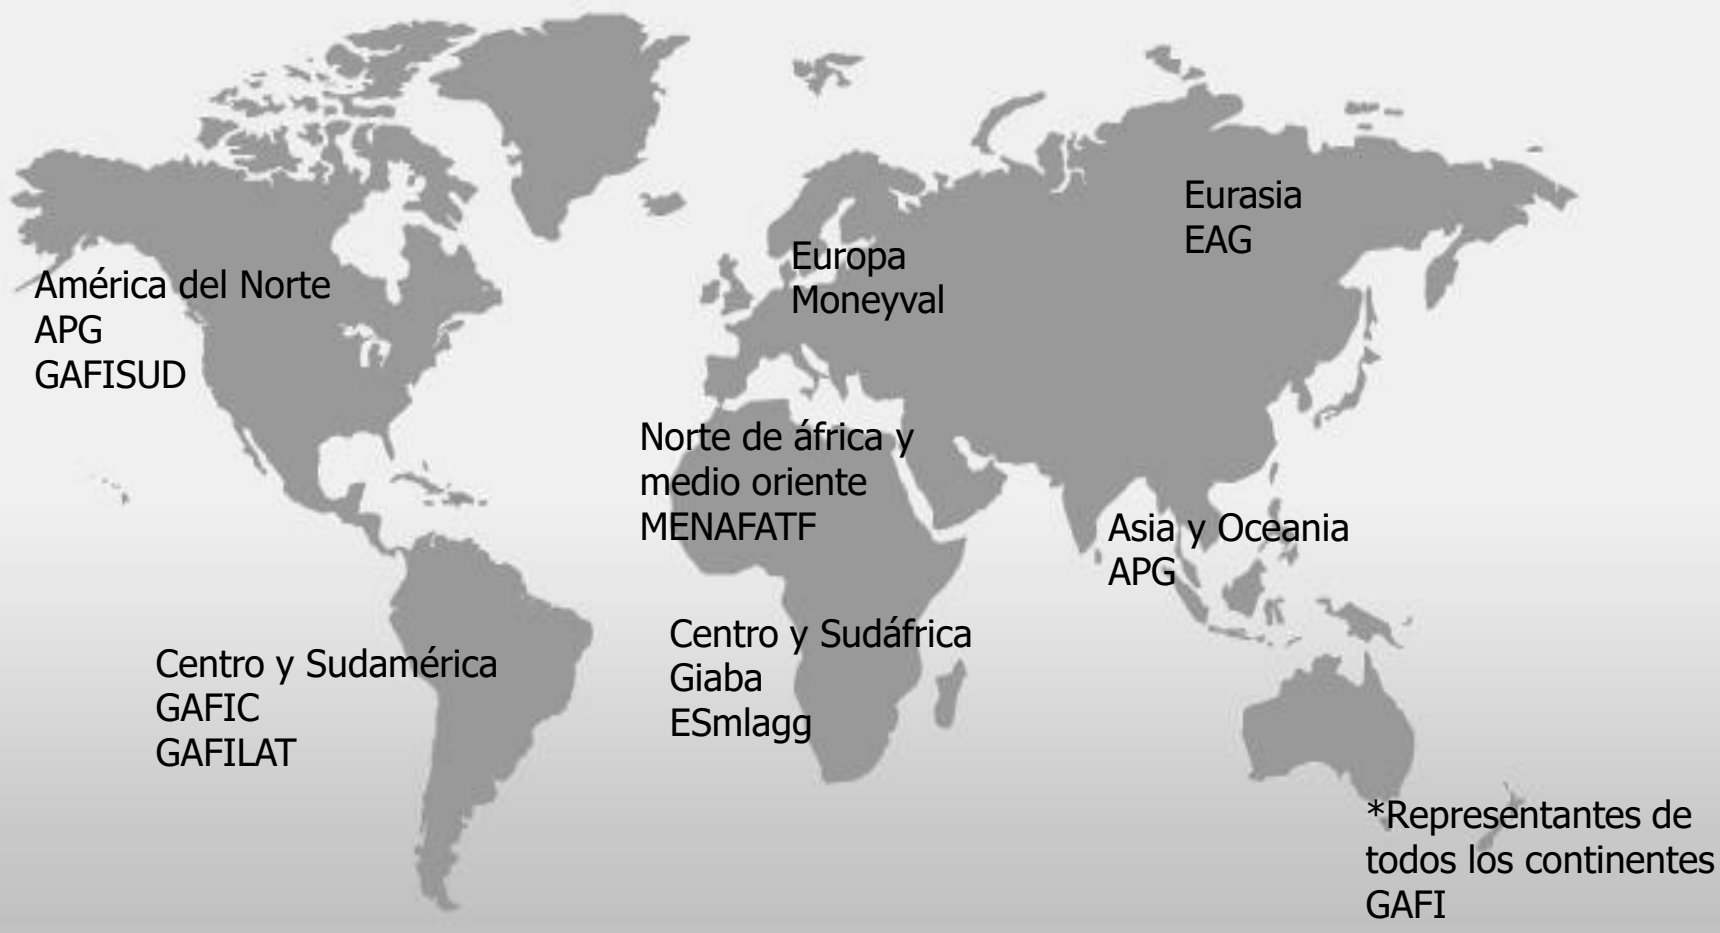 América del Norte
APG
GAFISUD
Europa
Moneyval
Eurasia
EAG
Norte de áfrica y
medio oriente
MENAFATF
Asia y Oceania
APG
Centro y Sudamérica
GAFIC
GAFILAT
Centro y Sudáfrica
Giaba
ESmlagg
*Representantes de
todos los continentes
GAFI